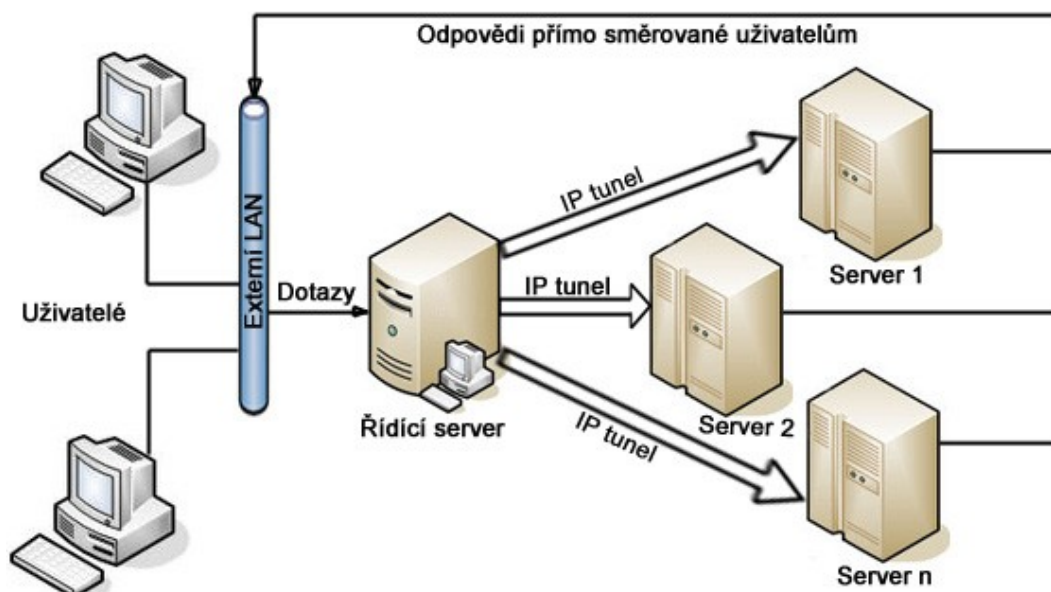 Odpovědi přímo směrované uživatelům
Uživatelé
Externí LAN
Dotazy
Řídící server
IP tunel
IP tunel
IP tunel
Server 1
Server 2
Server n